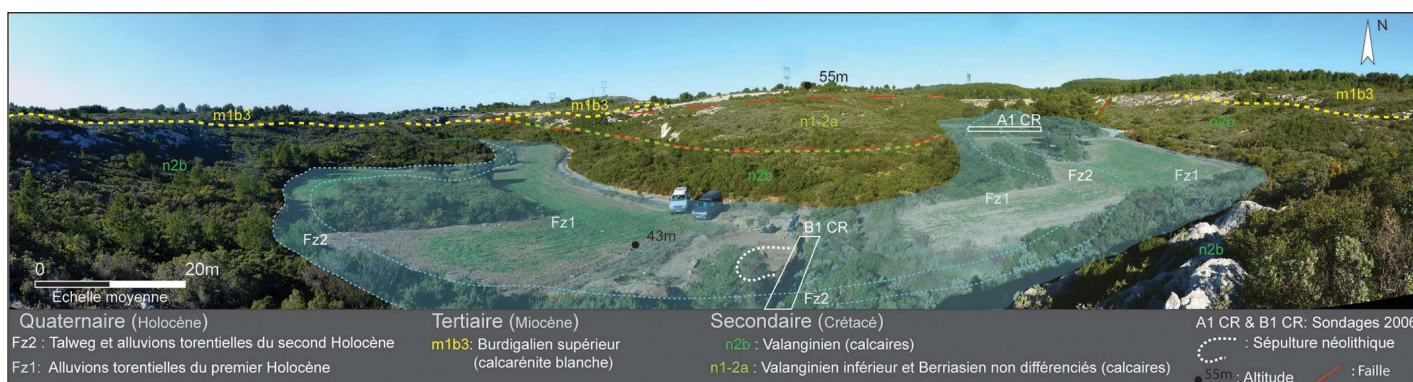 N
55m
m1b3
m1b3
m1b3
A1 CR
n1-2a
n2b
n2b
n2b
Fz2
Fz1
Fz1
Fz1
B1 CR
43m
Fz2
n2b
0 20m
Fz2
Échelle moyenne
Quaternaire (Holocène)
Fz2 : Talweg et alluvions torentielles du second Holocène
Fz1: Alluvions torentielles du premier Holocène
Tertiaire (Miocène)
m1b3: Burdigalien supérieur
(calcarénite blanche)
Secondaire (Crétacé)
n2b : Valanginien (calcaires)
n1-2a : Valanginien inférieur et Berriasien non différenciés (calcaires)
A1 CR & B1 CR: Sondages 2006
: Sépulture néolithique
55m : Altitude
: Faille